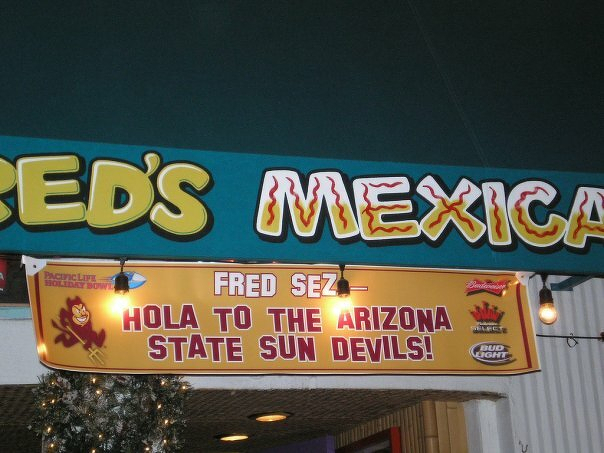 RED'S MEXICA
PACIFIC LIFE
HOLIDAY BOWL
FRED SEZ—
HOLA TO THE ARIZONA
STATE SUN DEVILS!
Budweiser
SELECT
BUD
LIGHT